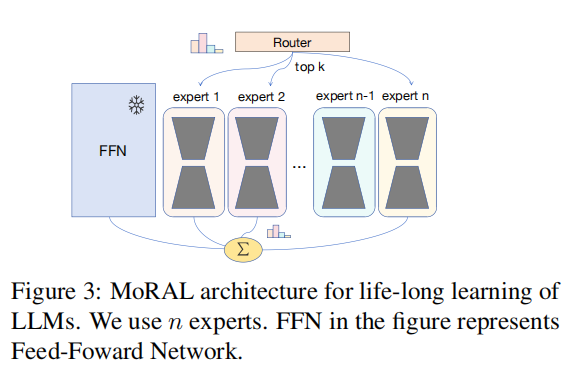 Router
top k
expert 1
expert 2
expert n-1
expert n
FFN
...
Σ
Figure 3: MoRAL architecture for life-long learning of
LLMs. We use n experts. FFN in the figure represents
Feed-Foward Network.